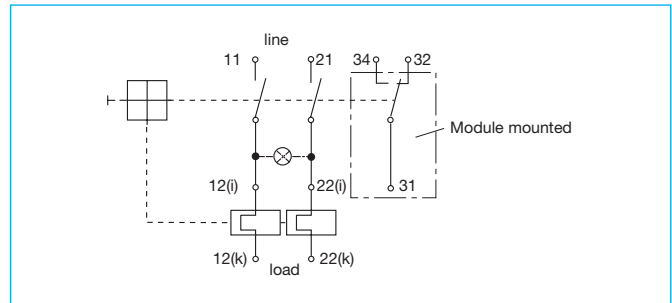 line
11 21 34 32
Module mounted
12(i) 22(i) 31
12(k) 22(k)
load